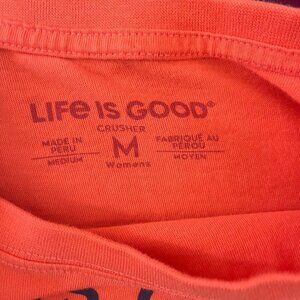 LIFE IS GOOD®
CRUSHER
MADE IN
PERU
MEDIUM
M
Womens
FABRIQUÉ AU
PÉROU
MOYEN